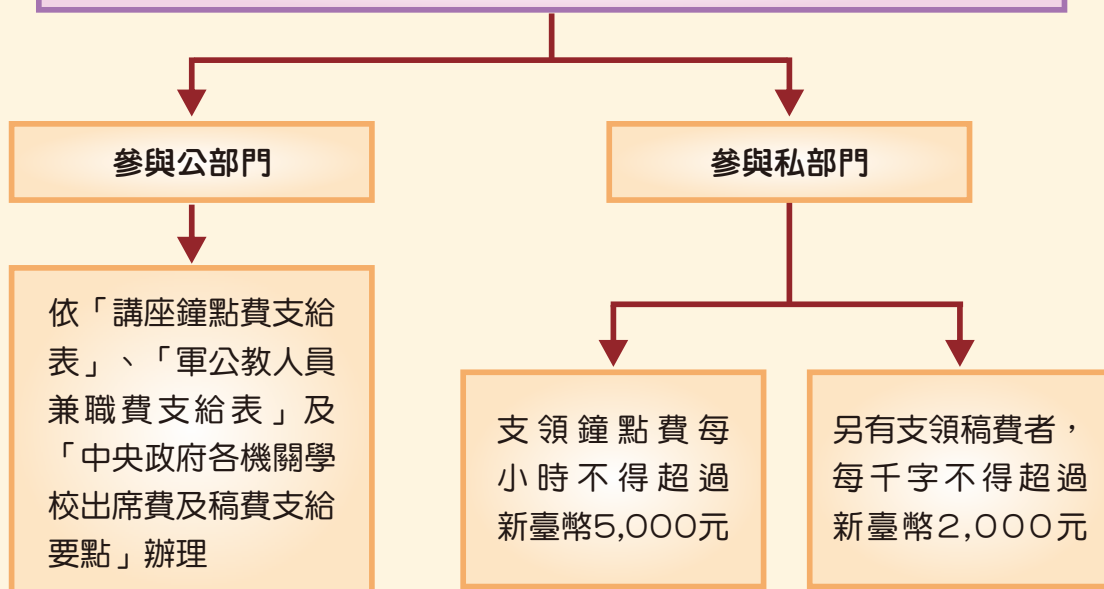 參與公部門
參與私部門
依「講座鐘點費支給
表」、「軍公教人員
兼職費支給表」及
「中央政府各機關學
校出席費及稿費支給
要點」辦理
支領鐘點費每
小時不得超過
新臺幣5,000元
另有支領稿費者，
每千字不得超過
新臺幣2,000元